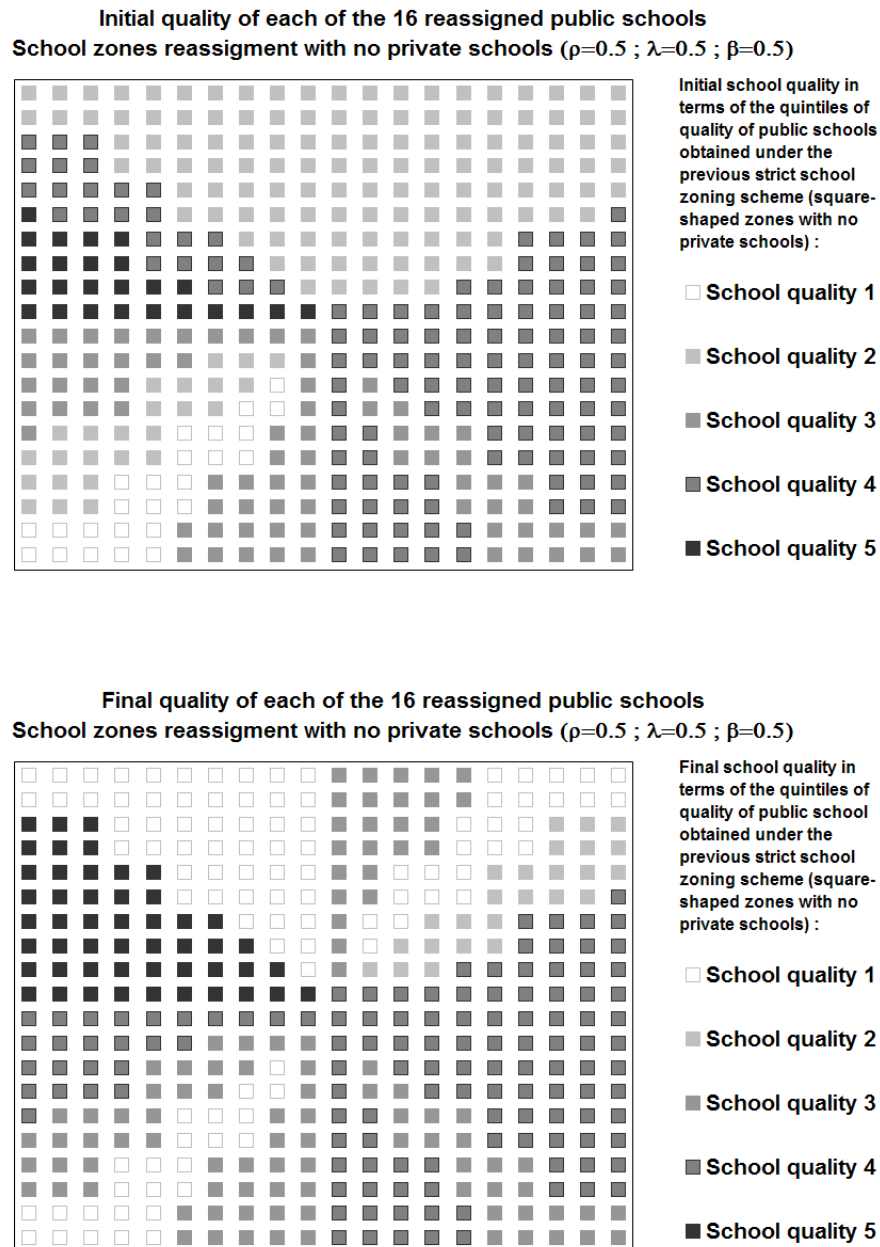 Initial quality of each of the 16 reassigned public schools
School zones reassigment with no private schools (ρ=0.5 ; λ=0.5 ; β=0.5)
Initial school quality in
terms of the quintiles of
quality of public schools
obtained under the
previous strict school
zoning scheme (square-
shaped zones with no
private schools) :
School quality 1
School quality 2
School quality 3
School quality 4
School quality 5
Final quality of each of the 16 reassigned public schools
School zones reassigment with no private schools (ρ=0.5 ; λ=0.5 ; β=0.5)
Final school quality in
terms of the quintiles of
quality of public school
obtained under the
previous strict school
zoning scheme (square-
shaped zones with no
private schools) :
School quality 1
School quality 2
School quality 3
School quality 4
School quality 5